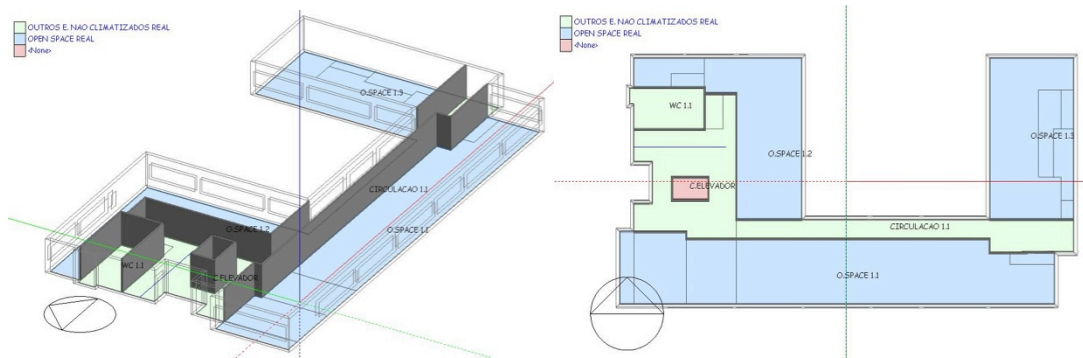 OUTROS E. NAO CLIMATIZADOS REAL
OPEN SPACE REAL
<None>
O.SPACE 1.3
CIRCULACAO 1.1
O.SPACE 1.2
O.SPACE 1.1
WC 1.1
C.ELEVADOR
OUTROS E. NAO CLIMATIZADOS REAL
OPEN SPACE REAL
<None>
WC 1.1
O.SPACE 1.3
O.SPACE 1.2
C.ELEVADOR
CIRCULACAO 1.1
O.SPACE 1.1